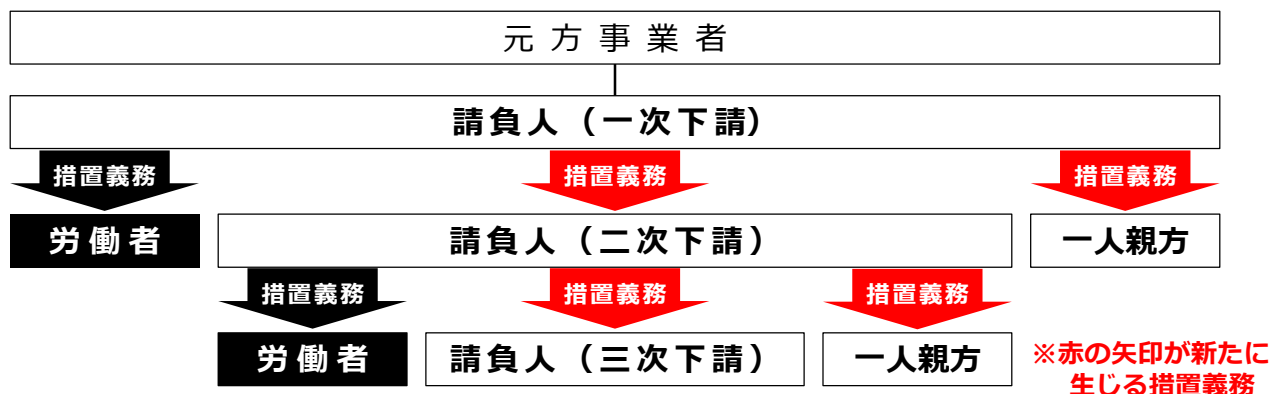 元方事業者
請負人（一次下請）
措置義務 措置義務 措置義務
労働者 請負人（二次下請） 一人親方
措置義務 措置義務 措置義務
労働者 請負人（三次下請） 一人親方
※赤の矢印が新たに
生じる措置義務